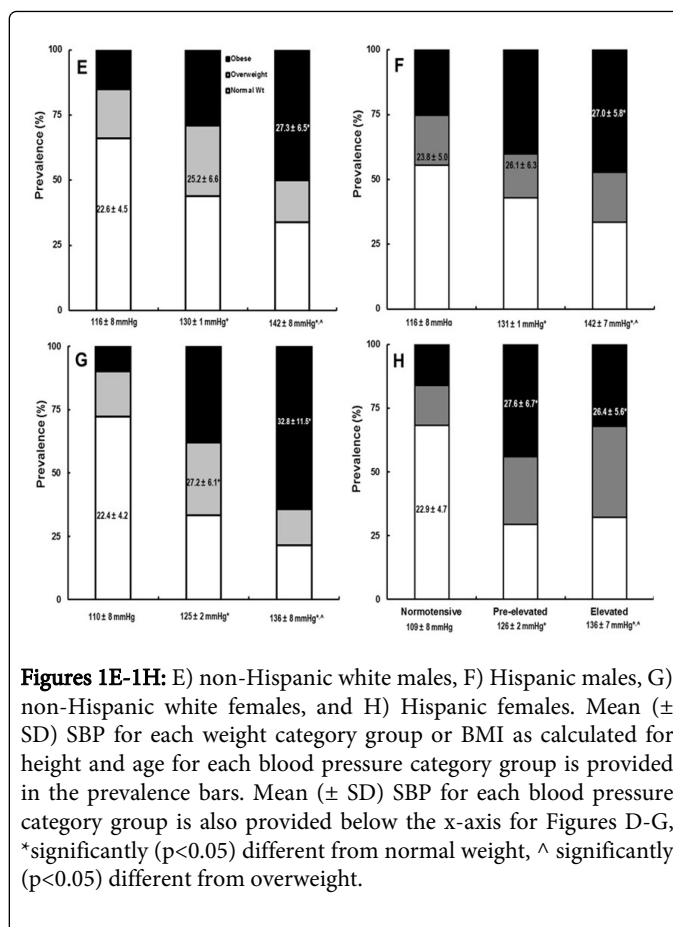 E
100
75
50
25
0
Prevalence (%)
Obese
Overweight
Normal Wt
22.6 ± 4.5
25.2 ± 6.6
27.3 ± 6.5*
116 ± 8 mmHg
130 ± 1 mmHg*
142 ± 8 mmHg*,^
F
100
75
50
25
0
Prevalence (%)
23.8 ± 5.0
26.1 ± 6.3
27.0 ± 5.8*
116 ± 8 mmHg
131 ± 1 mmHg*
142 ± 7 mmHg*,^
G
100
75
50
25
0
Prevalence (%)
22.4 ± 4.2
27.2 ± 6.1*
32.8 ± 11.5*
110 ± 8 mmHg
125 ± 2 mmHg*
136 ± 8 mmHg*,^
H
100
75
50
25
0
Prevalence (%)
22.9 ± 4.7
27.6 ± 6.7*
26.4 ± 5.6*
Normotensive
109 ± 8 mmHg
Pre-elevated
126 ± 2 mmHg*
Elevated
136 ± 7 mmHg*,^
Figures 1E-1H: E) non-Hispanic white males, F) Hispanic males, G)
non-Hispanic white females, and H) Hispanic females. Mean (±
SD) SBP for each weight category group or BMI as calculated for
height and age for each blood pressure category group is provided
in the prevalence bars. Mean (± SD) SBP for each blood pressure
category group is also provided below the x-axis for Figures D-G,
*significantly (p<0.05) different from normal weight, ^ significantly
(p<0.05) different from overweight.